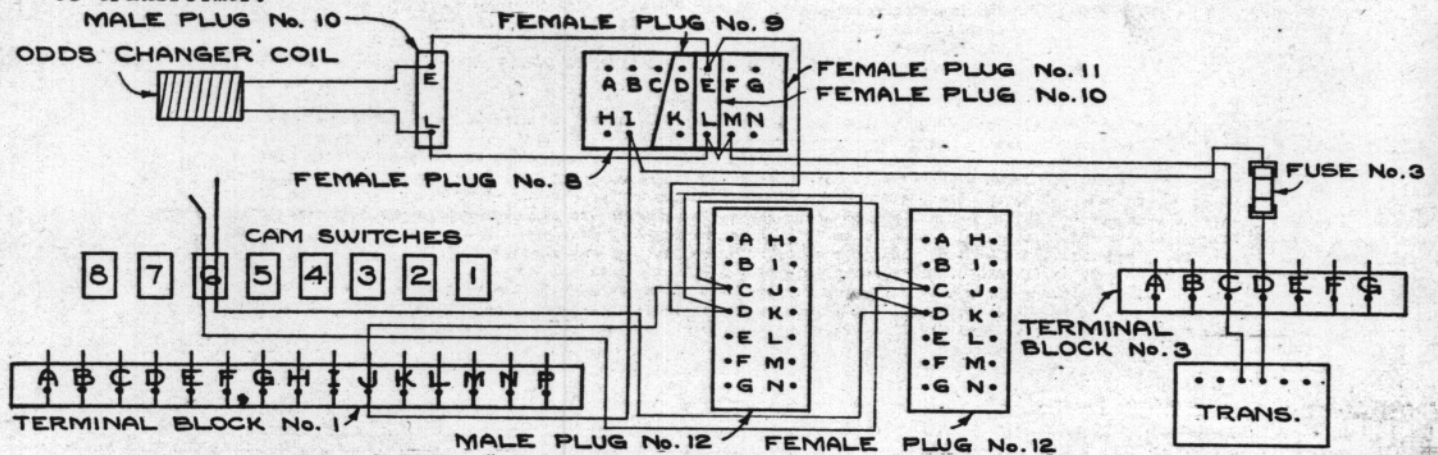 MALE PLUG No. 10
FEMALE PLUG No. 9
ODDS CHANGER COIL
FEMALE PLUG No. 11
FEMALE PLUG No. 10
E
L
A B C D E F G
H I K L M N
FEMALE PLUG No. 8
FUSE No. 3
CAM SWITCHES
8 7 6 5 4 3 2 1
A H
B I
C J
D K
E L
F M
G N
A H
B I
C J
D K
E L
F M
G N
A B C D E F G
TERMINAL
BLOCK No. 3
A B C D E F G H I J K L M N P
TRANS.
TERMINAL BLOCK No. 1
MALE PLUG No. 12
FEMALE PLUG No. 12